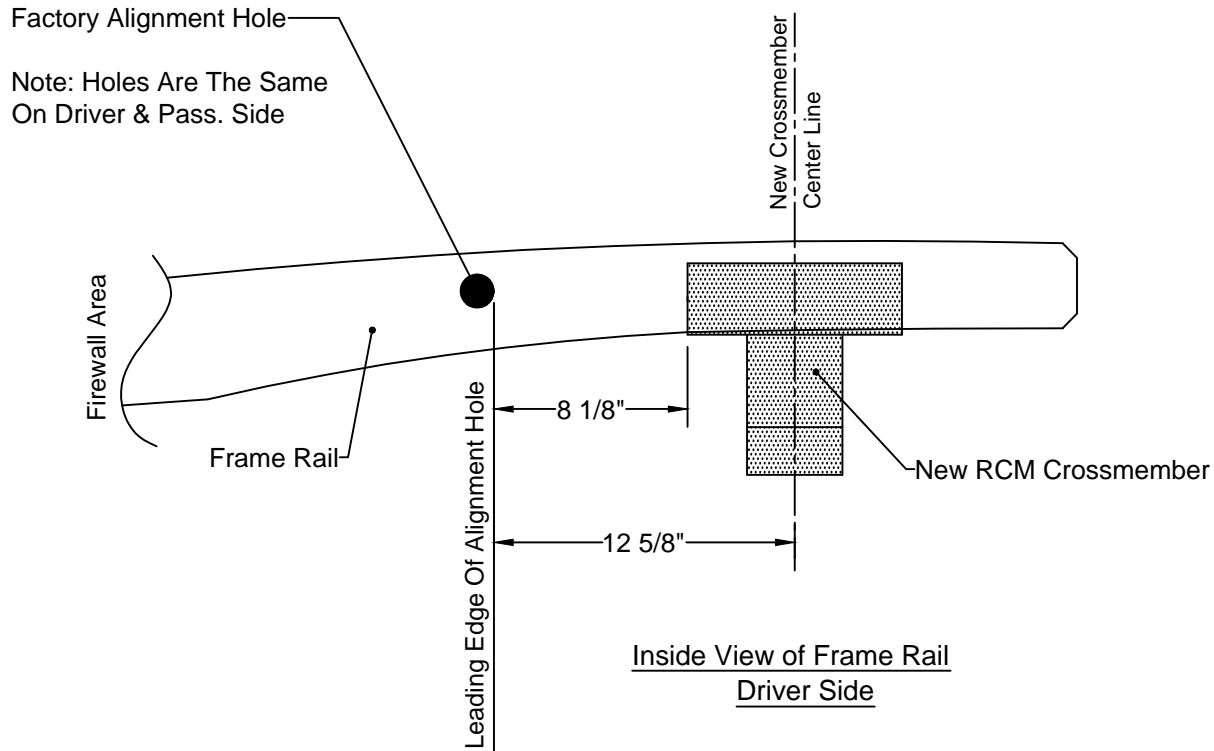 Factory Alignment Hole
Note: Holes Are The Same
On Driver & Pass. Side
New Crossmember
Center Line
Firewall Area
Frame Rail
8 1/8"
New RCM Crossmember
Leading Edge Of Alignment Hole
12 5/8"
Inside View of Frame Rail
Driver Side